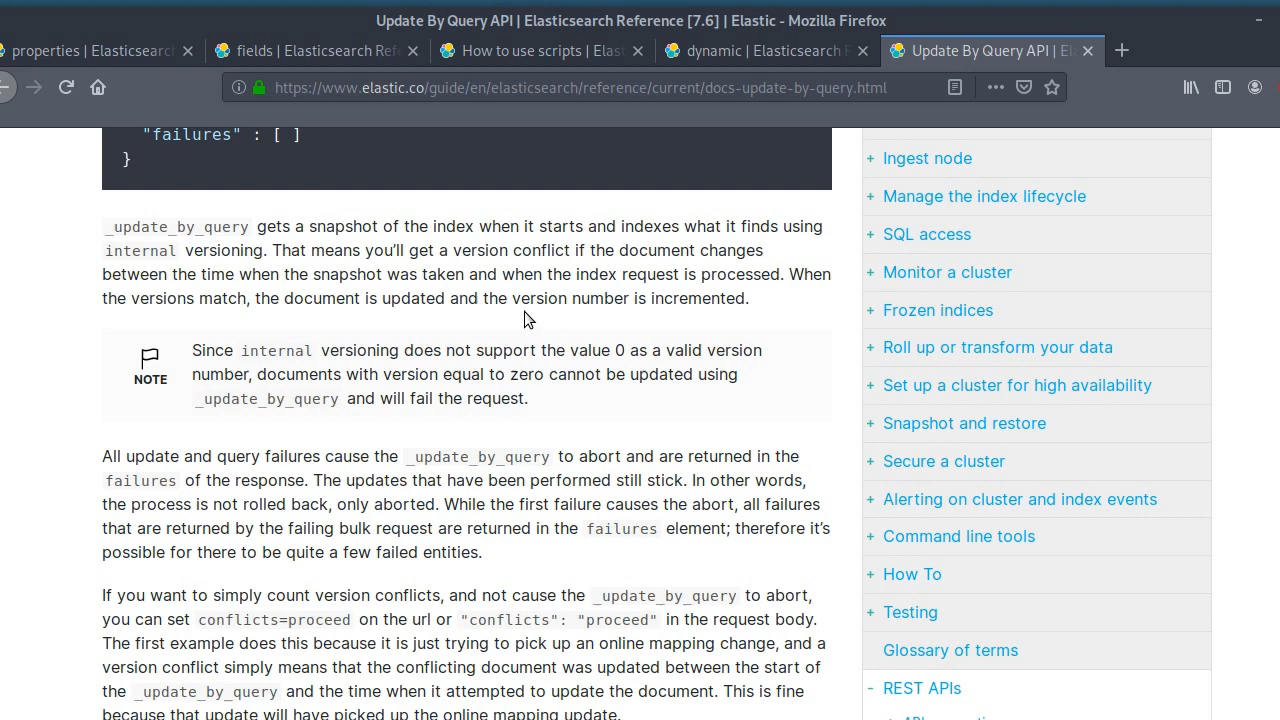 Update By Query API | Elasticsearch Reference [7.6] | Elastic - Mozilla Firefox
properties | Elasticsearch
fields | Elasticsearch Ref
How to use scripts | Elast
dynamic | Elasticsearch R
Update By Query API | El
https://www.elastic.co/guide/en/elasticsearch/reference/current/docs-update-by-query.html
"failures" : [ ]
}
_update_by_query gets a snapshot of the index when it starts and indexes what it finds using
internal versioning. That means you’ll get a version conflict if the document changes
between the time when the snapshot was taken and when the index request is processed. When
the versions match, the document is updated and the version number is incremented.
NOTE
Since internal versioning does not support the value 0 as a valid version
number, documents with version equal to zero cannot be updated using
_update_by_query and will fail the request.
All update and query failures cause the _update_by_query to abort and are returned in the
failures of the response. The updates that have been performed still stick. In other words,
the process is not rolled back, only aborted. While the first failure causes the abort, all failures
that are returned by the failing bulk request are returned in the failures element; therefore it’s
possible for there to be quite a few failed entities.
If you want to simply count version conflicts, and not cause the _update_by_query to abort,
you can set conflicts=proceed on the url or "conflicts": "proceed" in the request body.
The first example does this because it is just trying to pick up an online mapping change, and a
version conflict simply means that the conflicting document was updated between the start of
the _update_by_query and the time when it attempted to update the document. This is fine
because that update will have picked up the online mapping update.
+ Ingest node
+ Manage the index lifecycle
+ SQL access
+ Monitor a cluster
+ Frozen indices
+ Roll up or transform your data
+ Set up a cluster for high availability
+ Snapshot and restore
+ Secure a cluster
+ Alerting on cluster and index events
+ Command line tools
+ How To
+ Testing
Glossary of terms
- REST APIs